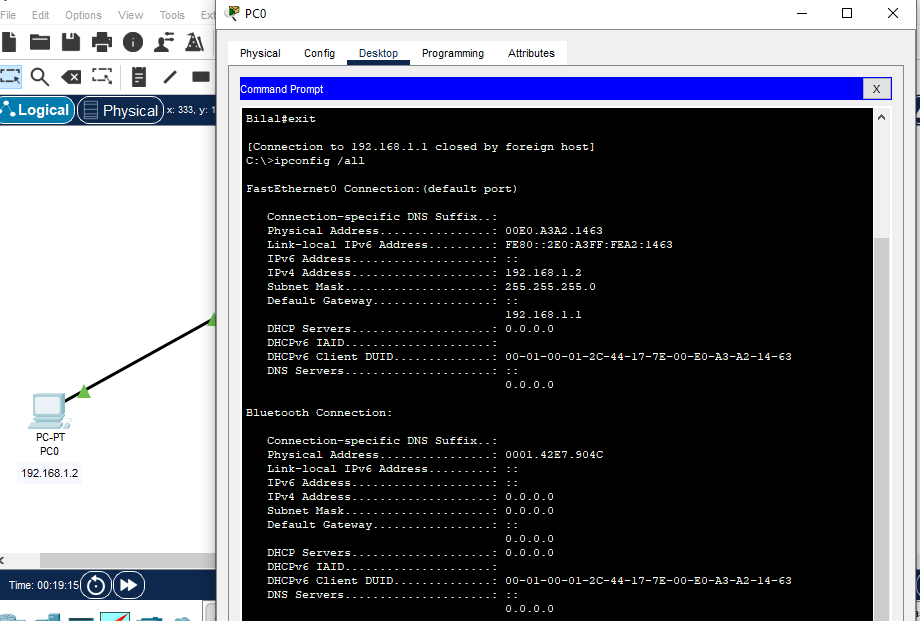 File Edit Options View Tools Ext
PC0
Physical Config Desktop Programming Attributes
Logical Physical x: 333, y: 1
Command Prompt X
Bilal#exit
[Connection to 192.168.1.1 closed by foreign host]
C:\>ipconfig /all
FastEthernet0 Connection:(default port)
Connection-specific DNS Suffix..:
Physical Address................: 00E0.A3A2.1463
Link-local IPv6 Address.........: FE80::2E0:A3FF:FEA2:1463
IPv6 Address....................: ::
IPv4 Address....................: 192.168.1.2
Subnet Mask.....................: 255.255.255.0
Default Gateway.................: ::
192.168.1.1
DHCP Servers....................: 0.0.0.0
DHCPv6 IAID.....................:
DHCPv6 Client DUID..............: 00-01-00-01-2C-44-17-7E-00-E0-A3-A2-14-63
DNS Servers.....................: ::
0.0.0.0
Bluetooth Connection:
Connection-specific DNS Suffix..:
Physical Address................: 0001.42E7.904C
Link-local IPv6 Address.........: ::
IPv6 Address....................: ::
IPv4 Address....................: 0.0.0.0
Subnet Mask.....................: 0.0.0.0
Default Gateway.................: ::
0.0.0.0
DHCP Servers....................: 0.0.0.0
DHCPv6 IAID.....................:
DHCPv6 Client DUID..............: 00-01-00-01-2C-44-17-7E-00-E0-A3-A2-14-63
DNS Servers.....................: ::
0.0.0.0
PC-PT
PC0
192.168.1.2
Time: 00:19:15